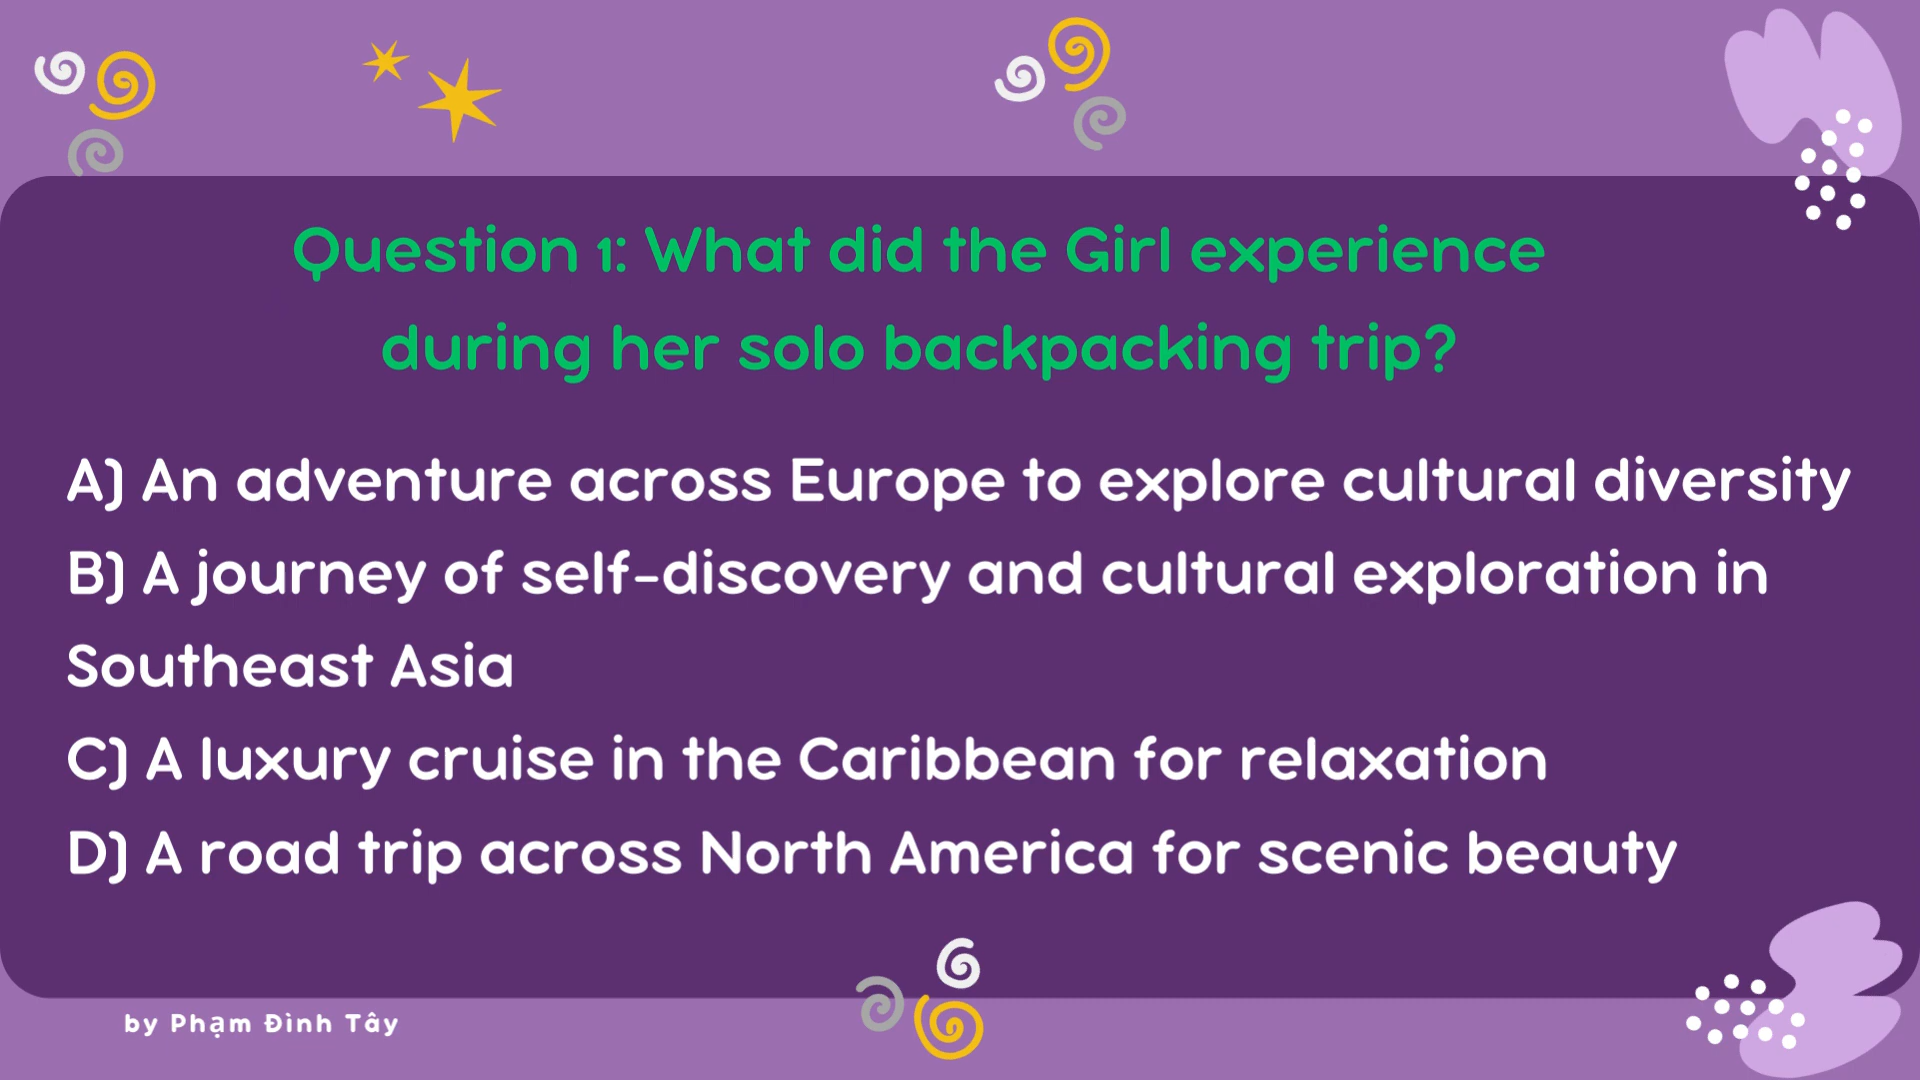 Question 1: What did the Girl experience
during her solo backpacking trip?
A) An adventure across Europe to explore cultural diversity
B) A journey of self-discovery and cultural exploration in
Southeast Asia
C) A luxury cruise in the Caribbean for relaxation
D) A road trip across North America for scenic beauty
by Phạm Đình Tây